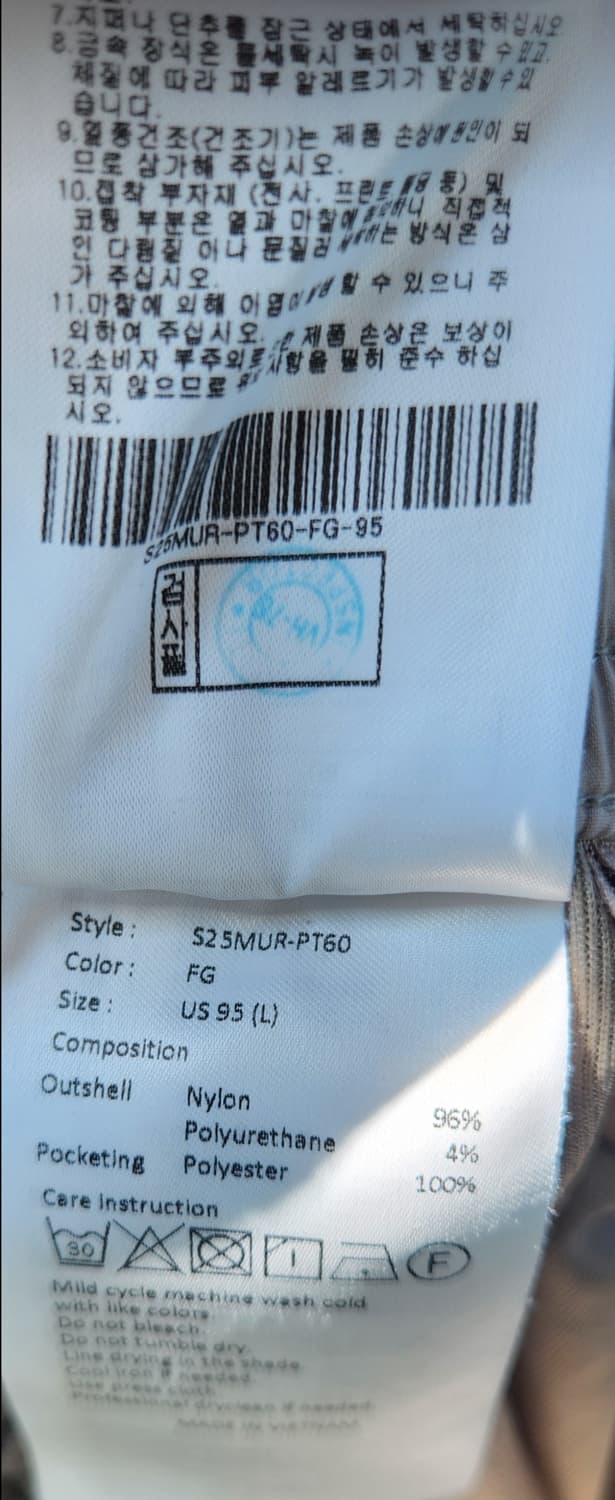 7.지퍼나 단추를 잠근 상태에서 세탁하십시오
8.금속 장식은 물세탁시 녹이 발생할 수 있고.
체질에 따라 피부 알레르기가 발생할 수 있
습니다.
9.열풍건조(건조기)는 제품 손상에 원인이 되
므로 삼가해 주십시오.
10.접착 부자재 (전사. 프린트 등) 및
코팅 부분은 열과 마찰에 하니 직접적
인 다림질 이나 문질러 하는 방식은 삼
가 주십시오.
11.마찰에 의해 이염이 할 수 있으니 주
의하여 주십시오.
12.소비자 부주의로 제품 손상은 보상이
되지 않으므로 사항을 필히 준수 하십
시오.
S25MUR-PT60-FG-95
검사표
Style : S25MUR-PT60
Color : FG
Size : US 95 (L)
Composition
Outshell Nylon 96%
Polyurethane 4%
Pocketing Polyester 100%
Care Instruction
30
F
Mild cycle machine wash cold
with like colors
Do not bleach.
Do not tumble dry.
Line drying in the shade
Cool iron if needed
Use press cloth
Professional dryclean if needed
MADE IN VIETNAM